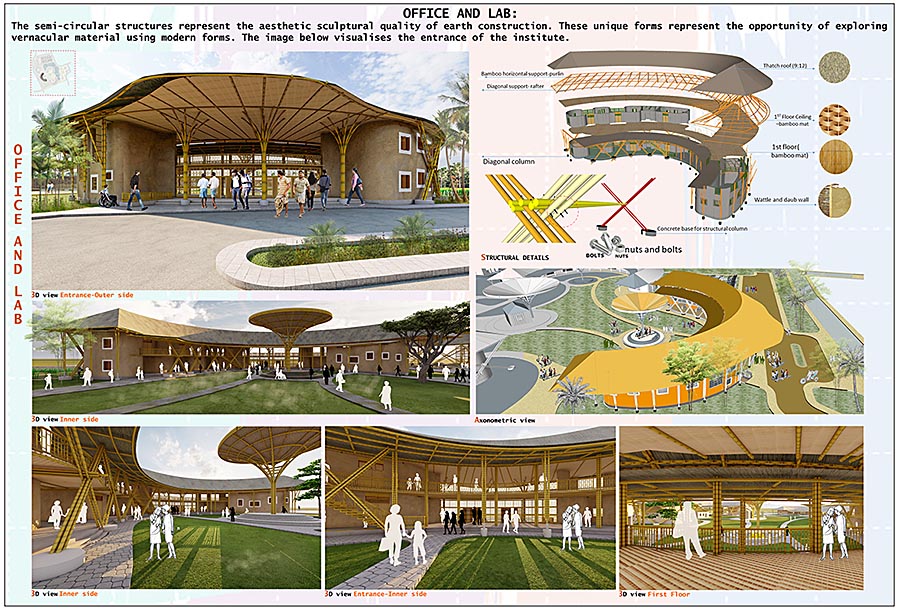 OFFICE AND LAB:
The semi-circular structures represent the aesthetic sculptural quality of earth construction. These unique forms represent the opportunity of exploring
vernacular material using modern forms. The image below visualises the entrance of the institute.
OFFICE AND LAB
3D view Entrance-Outer side
Thatch roof (9:12)
Bamboo horizontal support-purlin
Diagonal support-rafter
1ST Floor Ceiling
-bamboo mat
1st floor(
bamboo mat)
Diagonal column
Wattle and daub wall
Concrete base for structural column
BOLTS
NUTS
nuts and bolts
STRUCTURAL DETAILS
3D view Inner side
Axonometric view
3D view Inner side
3D view Entrance-Inner side
3D view First Floor